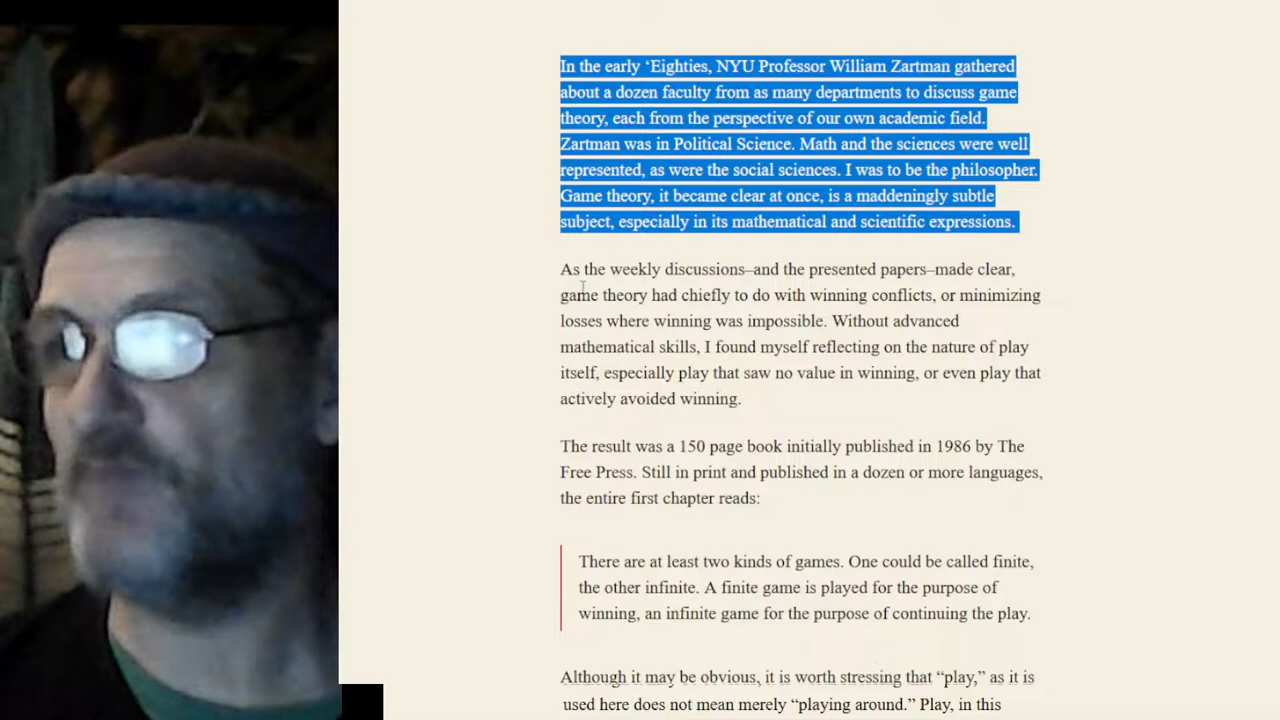 In the early ‘Eighties, NYU Professor William Zartman gathered
about a dozen faculty from as many departments to discuss game
theory, each from the perspective of our own academic field.
Zartman was in Political Science. Math and the sciences were well
represented, as were the social sciences. I was to be the philosopher.
Game theory, it became clear at once, is a maddeningly subtle
subject, especially in its mathematical and scientific expressions.
As the weekly discussions–and the presented papers–made clear,
game theory had chiefly to do with winning conflicts, or minimizing
losses where winning was impossible. Without advanced
mathematical skills, I found myself reflecting on the nature of play
itself, especially play that saw no value in winning, or even play that
actively avoided winning.
The result was a 150 page book initially published in 1986 by The
Free Press. Still in print and published in a dozen or more languages,
the entire first chapter reads:
There are at least two kinds of games. One could be called finite,
the other infinite. A finite game is played for the purpose of
winning, an infinite game for the purpose of continuing the play.
Although it may be obvious, it is worth stressing that “play,” as it is
used here does not mean merely “playing around.” Play, in this